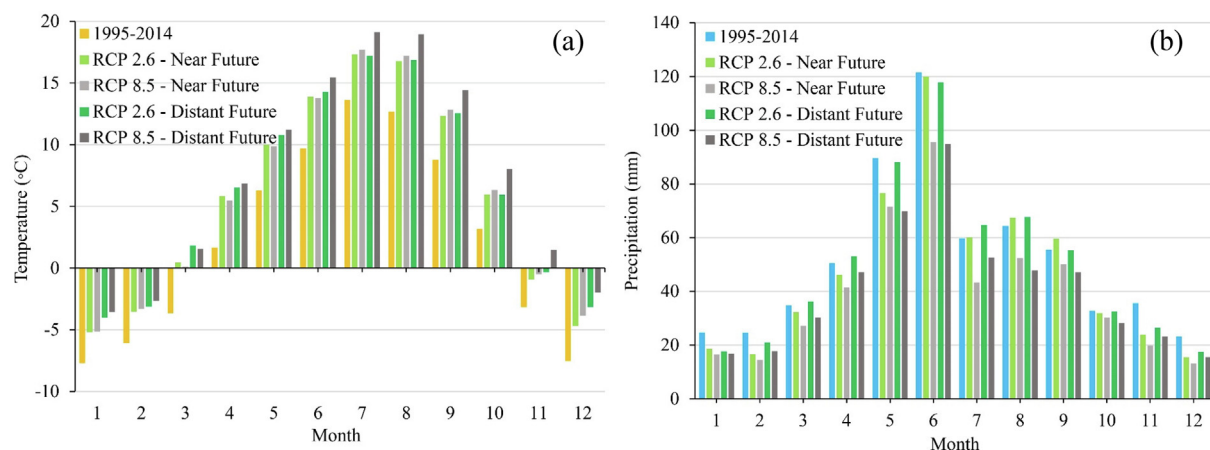 20
15
10
5
0
-5
-10
Temperature (°C)
(a)
1995-2014
RCP 2.6 - Near Future
RCP 8.5 - Near Future
RCP 2.6 - Distant Future
RCP 8.5 - Distant Future
1 2 3 4 5 6 7 8 9 10 11 12
Month
140
120
100
80
60
40
20
0
Precipitation (mm)
(b)
1995-2014
RCP 2.6 - Near Future
RCP 8.5 - Near Future
RCP 2.6 - Distant Future
RCP 8.5 - Distant Future
1 2 3 4 5 6 7 8 9 10 11 12
Month